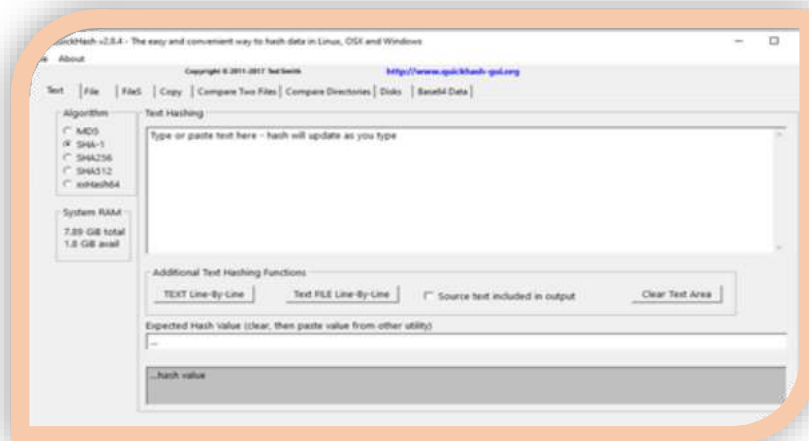 QuickHash v2.8.4 - The easy and convenient way to hash data in Linux, OSX and Windows
About
Copyright © 2011-2017 Ted Smith http://www.quickhash-gui.org
Text File FileS Copy Compare Two Files Compare Directories Disks Base64 Data
Algorithm
MD5
SHA-1
SHA256
SHA512
xxHash64
System RAM
7.89 GiB total
1.8 GiB avail
Text Hashing
Type or paste text here - hash will update as you type
Additional Text Hashing Functions
TEXT Line-By-Line Text FILE Line-By-Line Source text included in output Clear Text Area
Expected Hash Value (clear, then paste value from other utility)
...
...hash value